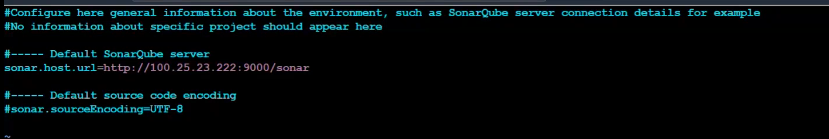 #Configure here general information about the environment, such as SonarQube server connection details for example
#No information about specific project should appear here
#----- Default SonarQube server
sonar.host.url=http://100.25.23.222:9000/sonar
#----- Default source code encoding
#sonar.sourceEncoding=UTF-8
~